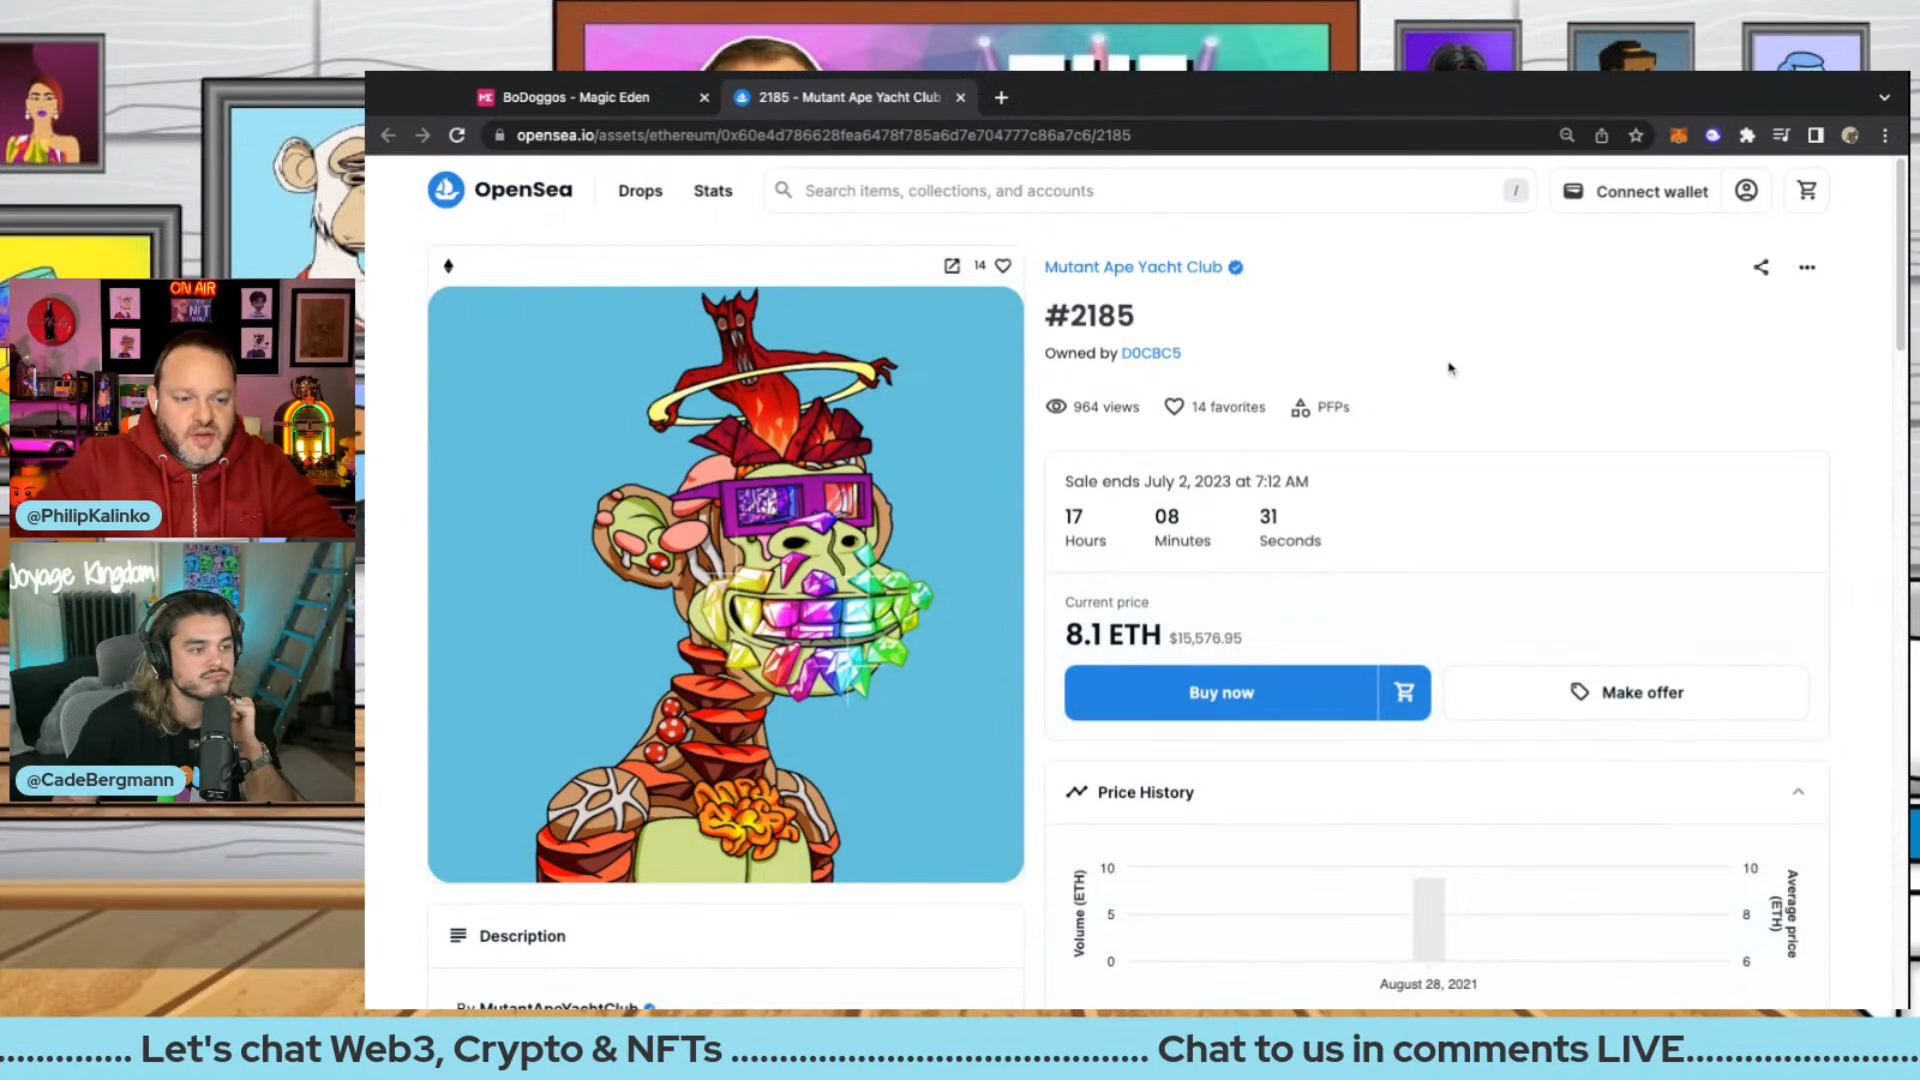 BoDoggos - Magic Eden
2185 - Mutant Ape Yacht Club
opensea.io/assets/ethereum/0x60e4d786628fea6478f785a6d7e704777c86a7c6/2185
OpenSea
Drops
Stats
Search items, collections, and accounts
/
Connect wallet
14
Mutant Ape Yacht Club
#2185
Owned by D0CBC5
964 views
14 favorites
PFPs
Sale ends July 2, 2023 at 7:12 AM
17
08
31
Hours
Minutes
Seconds
Current price
8.1 ETH $15,576.95
Buy now
Make offer
Price History
Volume (ETH)
10
5
0
10
8
6
Average price (ETH)
August 28, 2021
Description
By MutantApeYachtClub
ON AIR
NFT
@PhilipKalinko
Joyage Kingdom
@CadeBergmann
.............. Let's chat Web3, Crypto & NFTs ........................................... Chat to us in comments LIVE........................